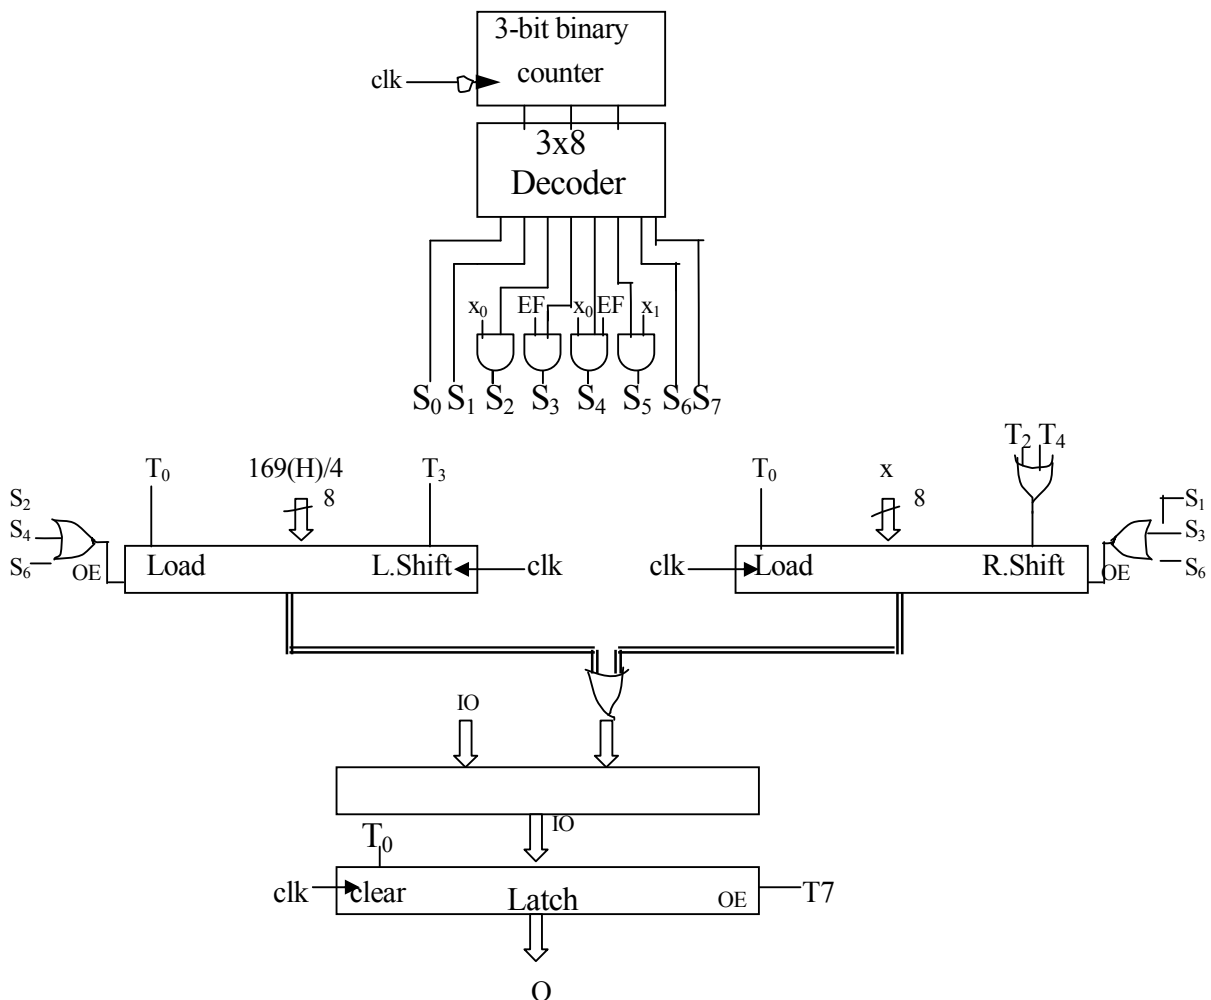 3-bit binary
counter
clk
3x8
Decoder
x0 EF x0 EF x1
S0 S1 S2 S3 S4 S5 S6 S7
T2 T4
T0 169(H)/4 T3
8
T0 x
8
S2
S4
S6
OE
Load L.Shift
clk
clk
Load R.Shift
OE
S1
S3
S6
IO
IO
T0
clk
clear Latch OE
T7
O